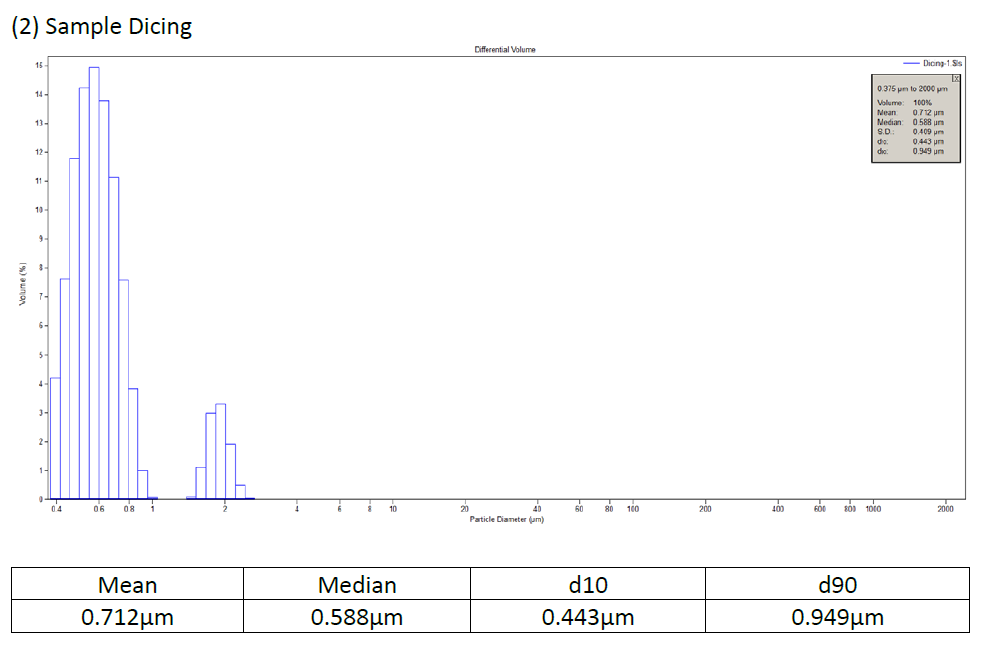 (2) Sample Dicing
Differential Volume
Dicing-1.$ls
0.375 µm to 2000 µm
Volume: 100%
Mean: 0.712 µm
Median: 0.588 µm
S.D.: 0.409 µm
0.443 µm
0.949 µm
15
14
13
12
11
10
9
8
7
6
5
4
3
2
1
0
Volume (%)
0.4 0.6 0.8 1 2 4 6 8 10 20 40 60 80 100 200 400 600 800 1000 2000
Particle Diameter (µm)
Mean Median d10 d90
0.712µm 0.588µm 0.443µm 0.949µm